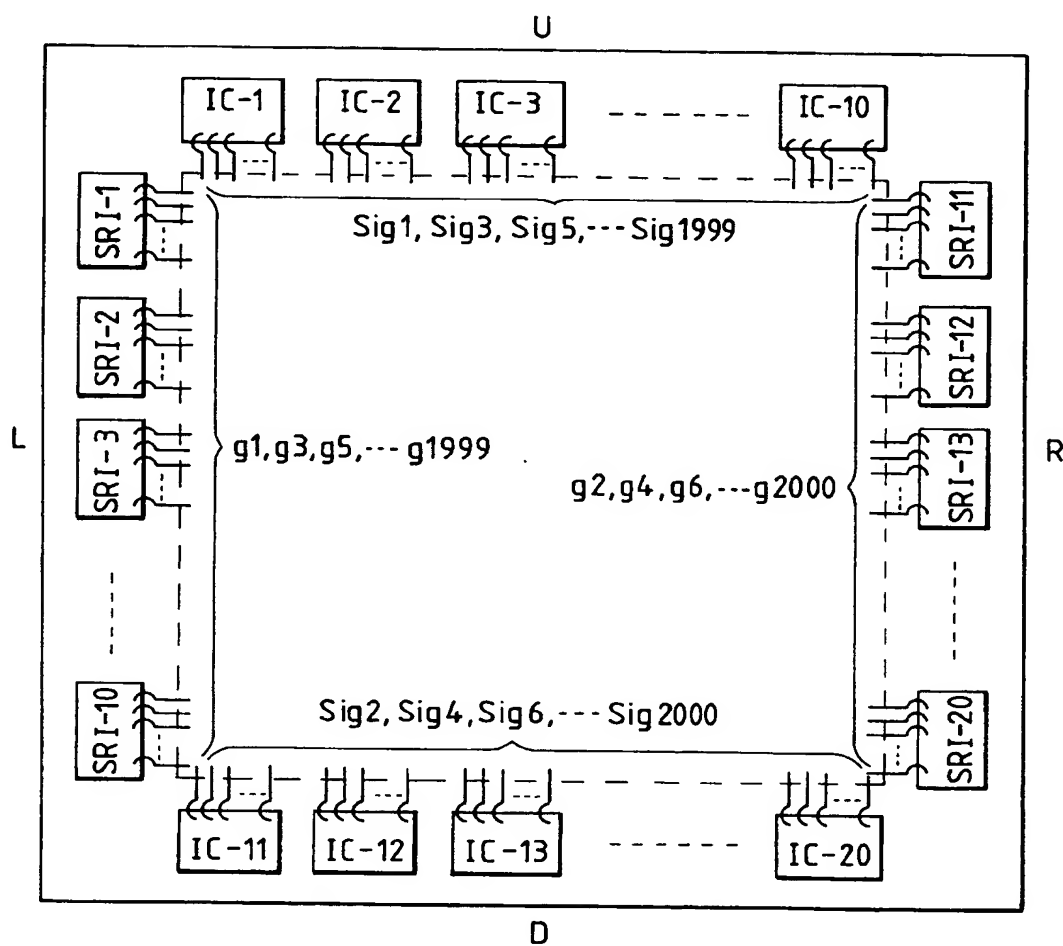 U
IC-1 IC-2 IC-3 IC-10
SRI-1 SRI-11
Sig1, Sig3, Sig5,--- Sig1999
SRI-2 SRI-12
L SRI-3 g1,g3,g5,--- g1999 SRI-13 R
g2,g4,g6,---g2000
SRI-10 Sig2, Sig4, Sig6,--- Sig2000 SRI-20
IC-11 IC-12 IC-13 IC-20
D